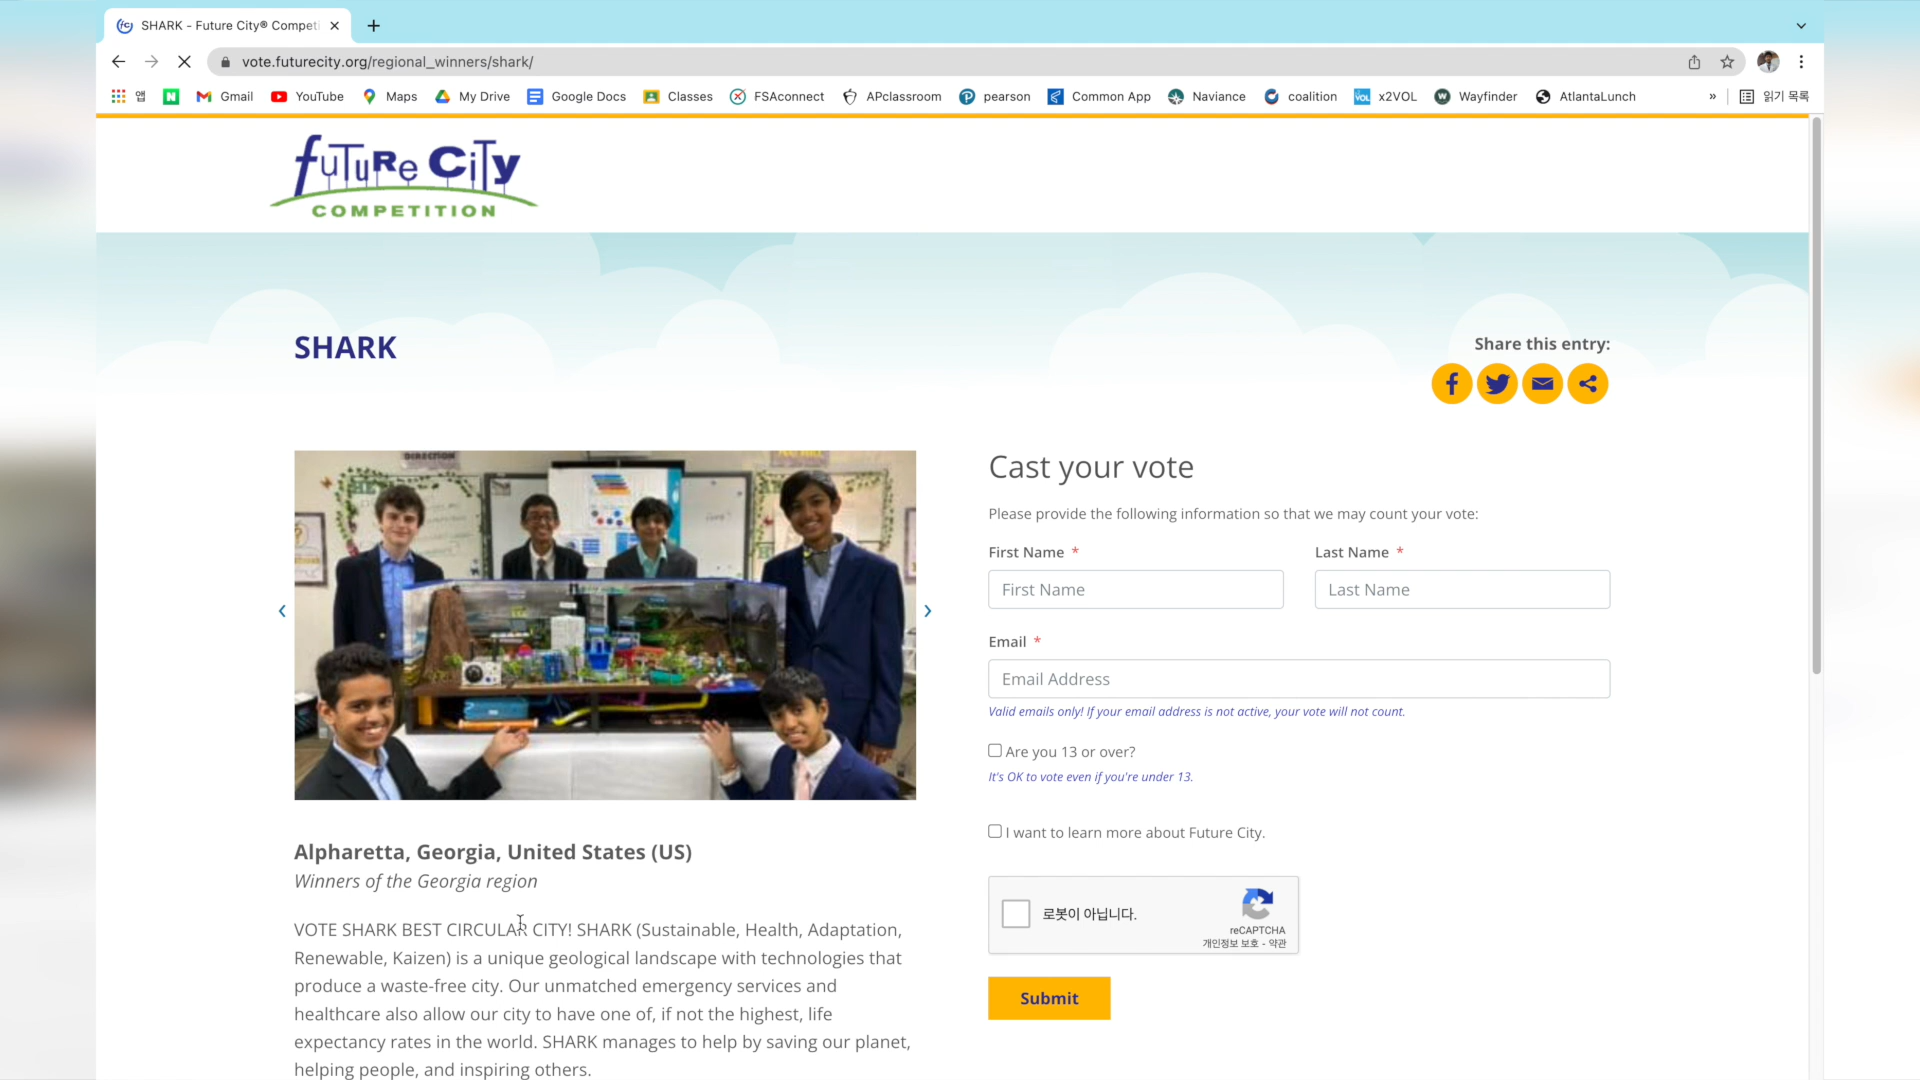 SHARK - Future City® Competi
vote.futurecity.org/regional_winners/shark/
앱
N
Gmail
YouTube
Maps
My Drive
Google Docs
Classes
FSAconnect
APclassroom
pearson
Common App
Naviance
coalition
x2VOL
Wayfinder
AtlantaLunch
»
읽기 목록
FuTuRe CiTy
COMPETITION
SHARK
Share this entry:
DIRECTION
Cast your vote
Please provide the following information so that we may count your vote:
First Name *
Last Name *
First Name
Last Name
Email *
Email Address
Valid emails only! If your email address is not active, your vote will not count.
Are you 13 or over?
It's OK to vote even if you're under 13.
I want to learn more about Future City.
로봇이 아닙니다.
reCAPTCHA
개인정보 보호 - 약관
Submit
Alpharetta, Georgia, United States (US)
Winners of the Georgia region
VOTE SHARK BEST CIRCULAR CITY! SHARK (Sustainable, Health, Adaptation,
Renewable, Kaizen) is a unique geological landscape with technologies that
produce a waste-free city. Our unmatched emergency services and
healthcare also allow our city to have one of, if not the highest, life
expectancy rates in the world. SHARK manages to help by saving our planet,
helping people, and inspiring others.